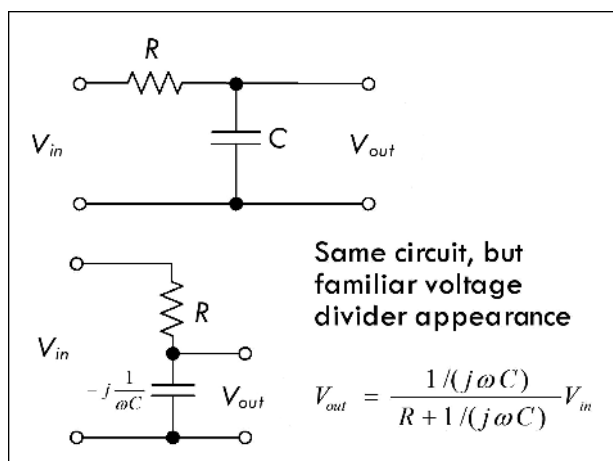 R
V_in
C
V_out
Same circuit, but
familiar voltage
divider appearance
R
V_in
-j 1/ωC
V_out
V_out = 1/(jωC) / R + 1/(jωC) V_in